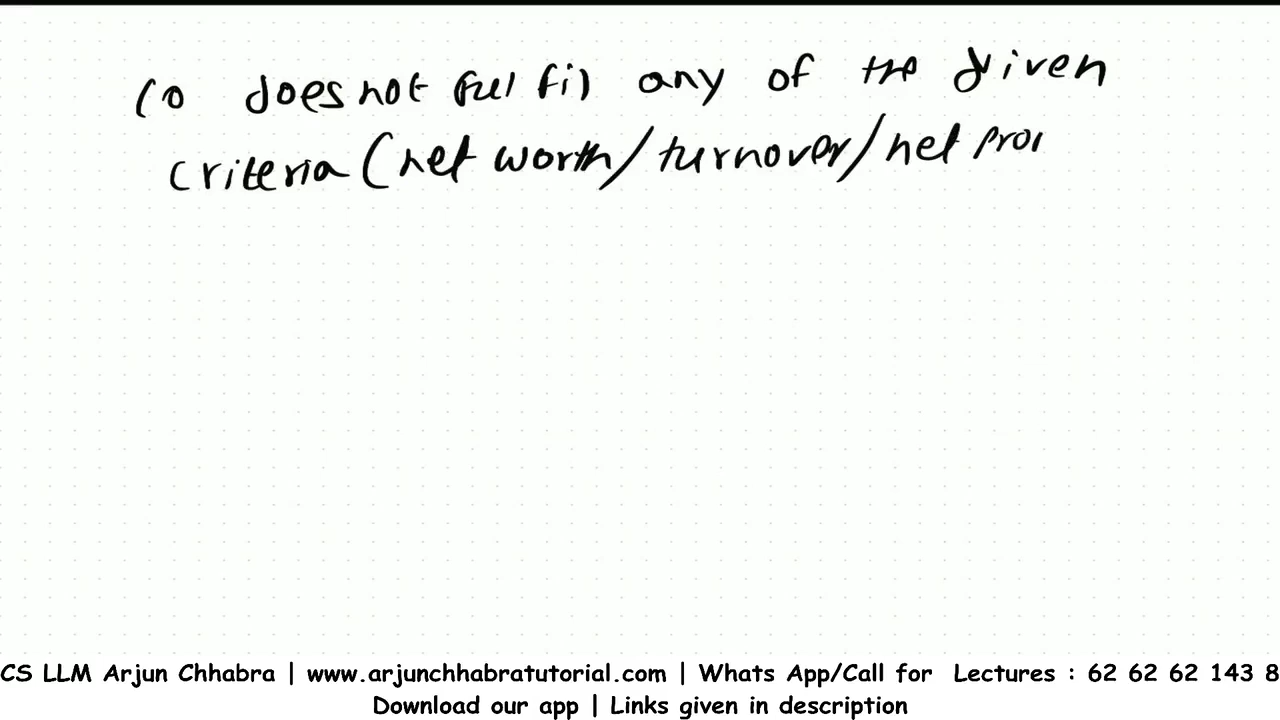 Co does not fulfil any of the given
criteria (net worth/turnover/net pro
CS LLM Arjun Chhabra | www.arjunchhabratutorial.com | Whats App/Call for Lectures : 62 62 62 143 8
Download our app | Links given in description